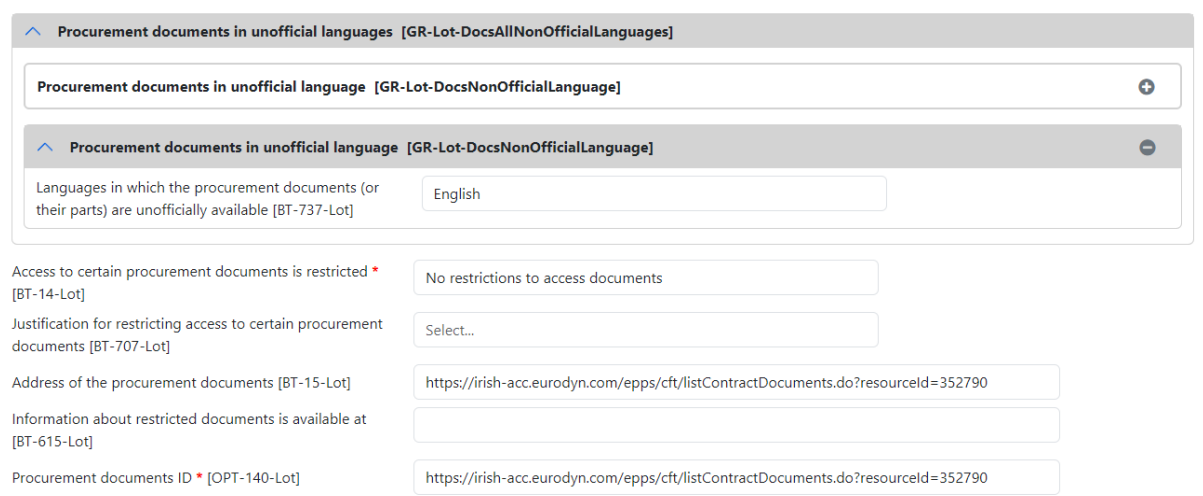 Procurement documents in unofficial languages [GR-Lot-DocsAllNonOfficialLanguages]
Procurement documents in unofficial language [GR-Lot-DocsNonOfficialLanguage]
Procurement documents in unofficial language [GR-Lot-DocsNonOfficialLanguage]
Languages in which the procurement documents (or
their parts) are unofficially available [BT-737-Lot]
English
Access to certain procurement documents is restricted *
[BT-14-Lot]
No restrictions to access documents
Justification for restricting access to certain procurement
documents [BT-707-Lot]
Select...
Address of the procurement documents [BT-15-Lot]
https://irish-acc.eurodyn.com/epps/cft/listContractDocuments.do?resourceId=352790
Information about restricted documents is available at
[BT-615-Lot]
Procurement documents ID * [OPT-140-Lot]
https://irish-acc.eurodyn.com/epps/cft/listContractDocuments.do?resourceId=352790